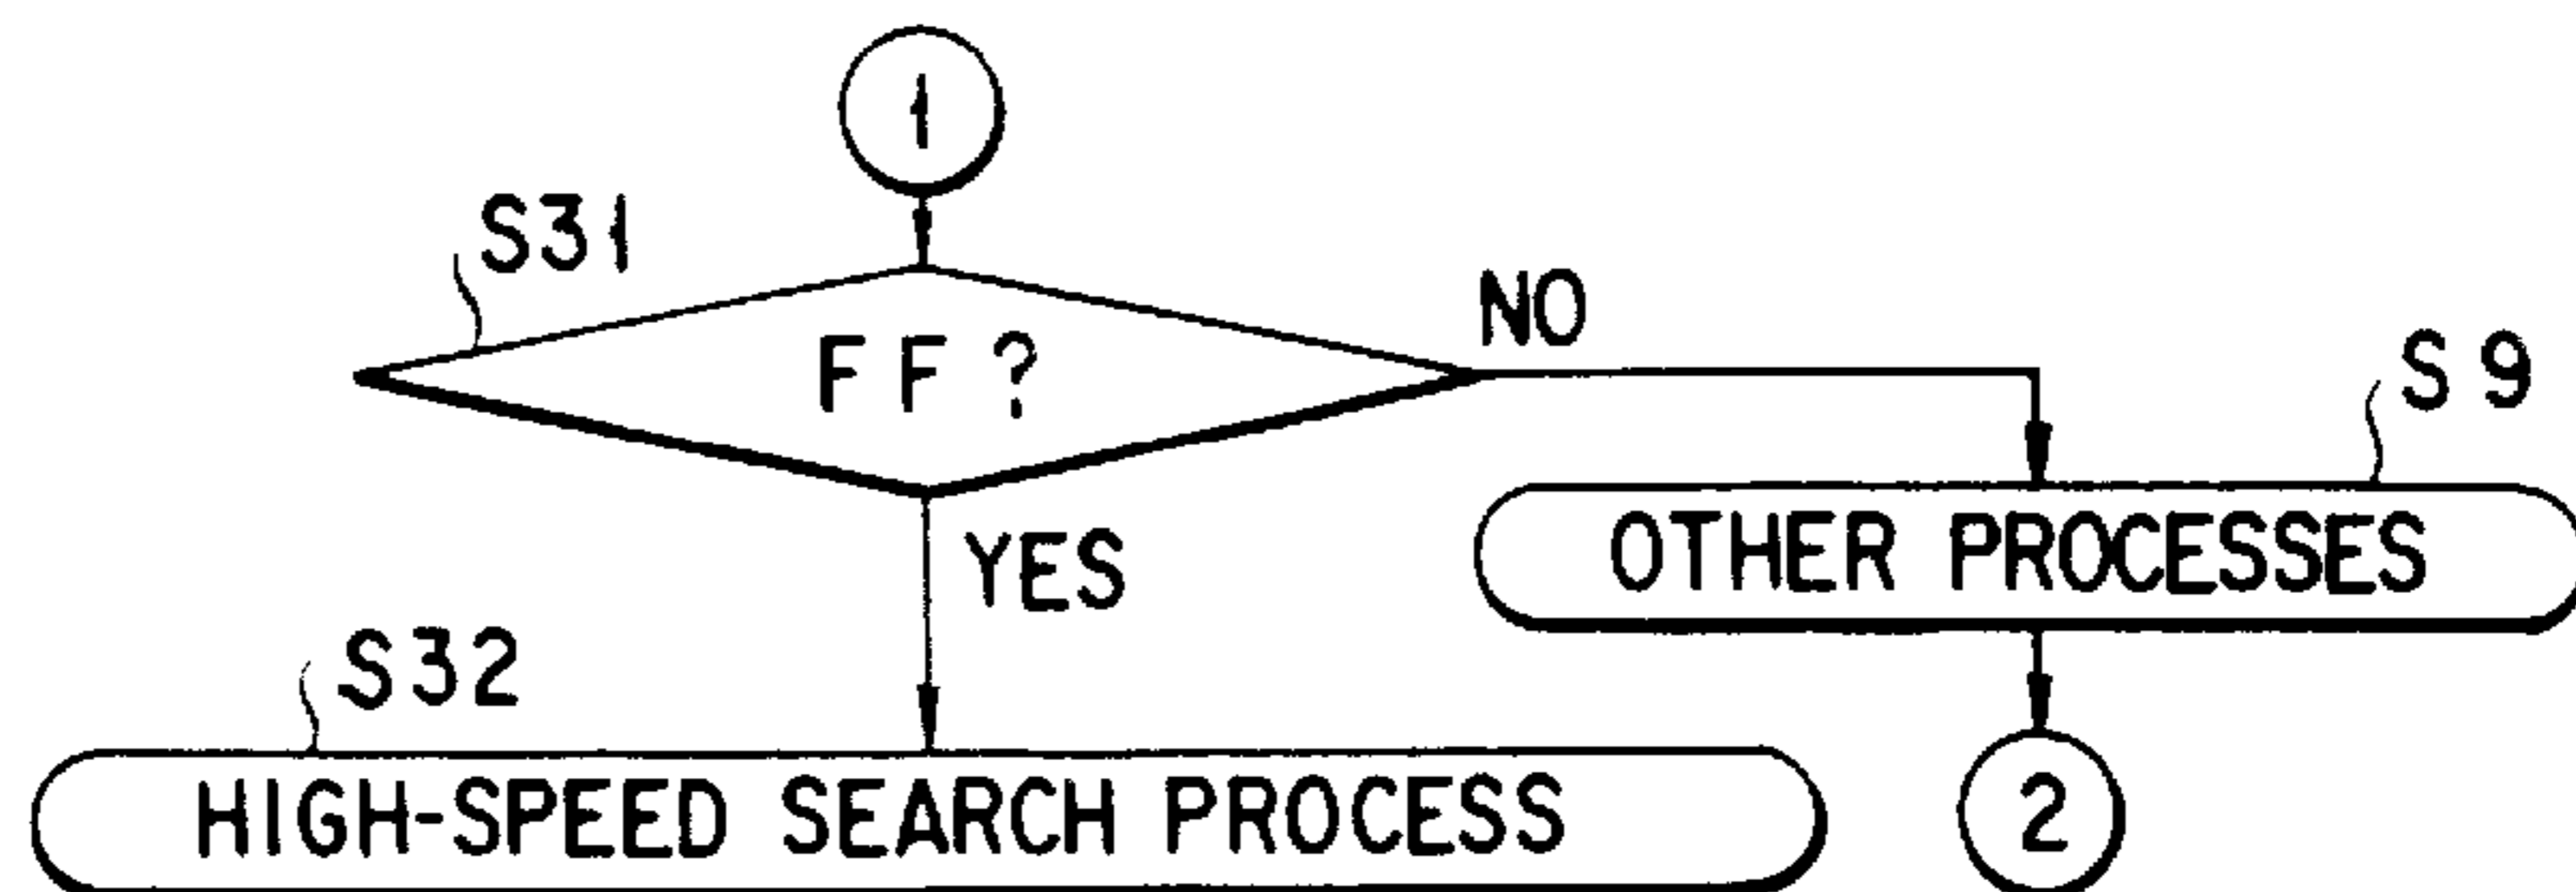 1
S31
FF?
NO
S9
YES
OTHER PROCESSES
S32
HIGH-SPEED SEARCH PROCESS
2